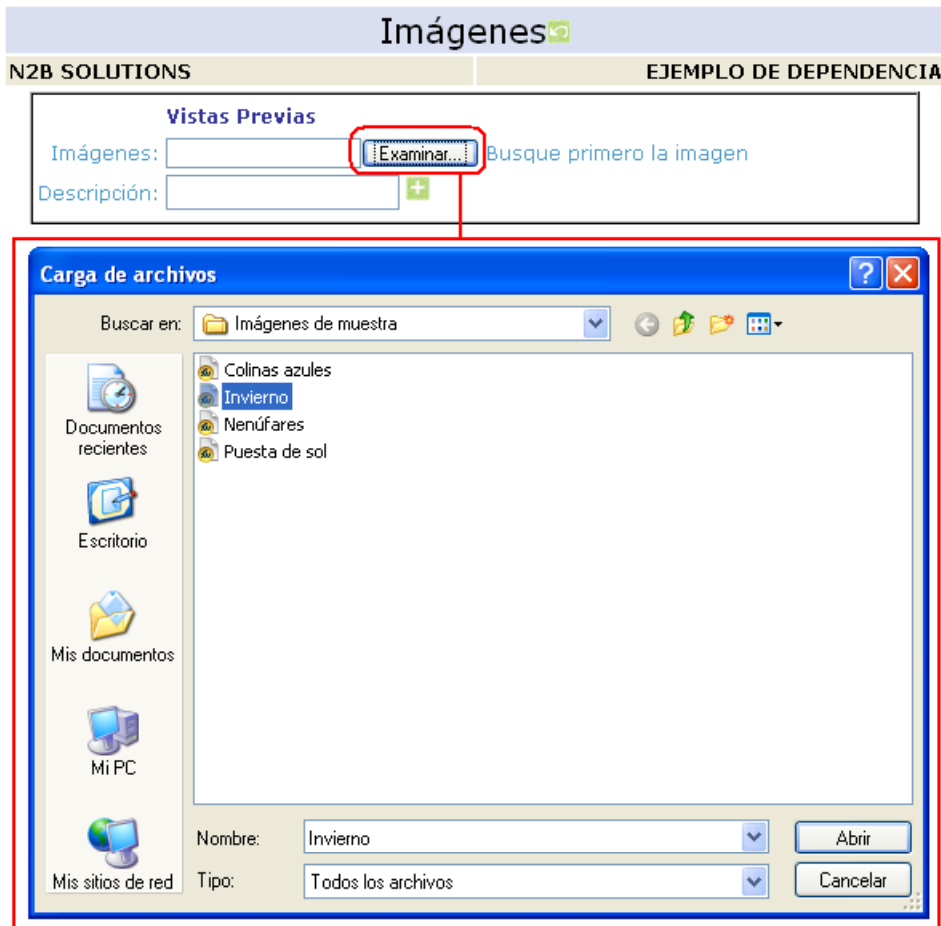 Imágenes
N2B SOLUTIONS EJEMPLO DE DEPENDENCIA
Vistas Previas
Imágenes: Examinar... Busque primero la imagen
Descripción:
Carga de archivos
Buscar en: Imágenes de muestra
Colinas azules
Invierno
Nenúfares
Puesta de sol
Documentos
recientes
Escritorio
Mis documentos
Mi PC
Mis sitios de red
Nombre: Invierno Abrir
Tipo: Todos los archivos Cancelar